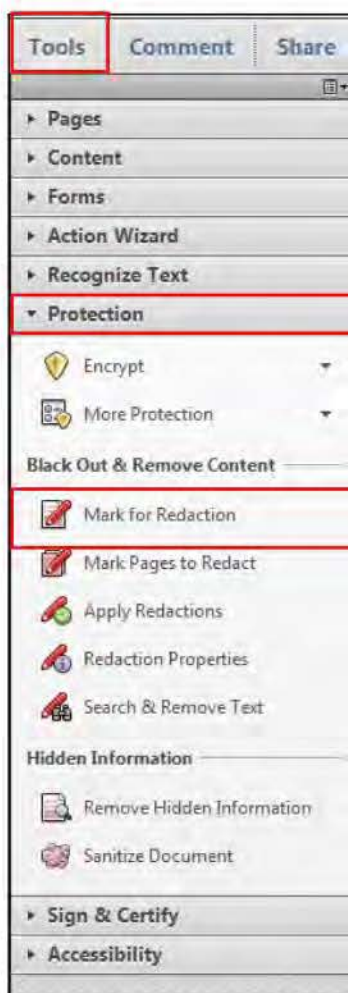 Tools Comment Share
Pages
Content
Forms
Action Wizard
Recognize Text
Protection
Encrypt
More Protection
Black Out & Remove Content
Mark for Redaction
Mark Pages to Redact
Apply Redactions
Redaction Properties
Search & Remove Text
Hidden Information
Remove Hidden Information
Sanitize Document
Sign & Certify
Accessibility